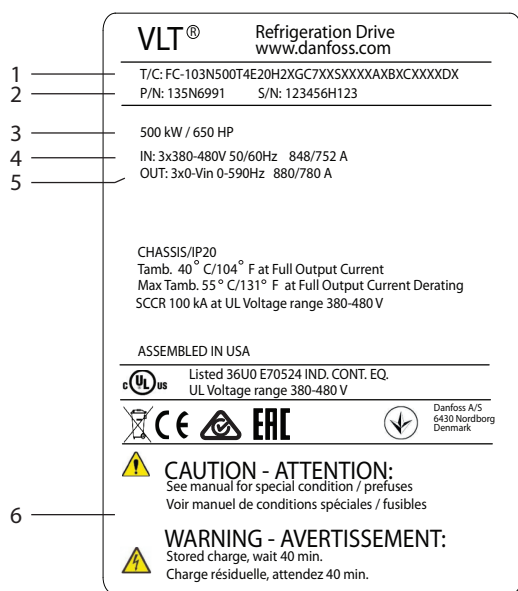 VLT® Refrigeration Drive
www.danfoss.com
1 T/C: FC-103N500T4E20H2XGC7XXSXXXXAXBXCXXXXDX
2 P/N: 135N6991 S/N: 123456H123
3 500 kW / 650 HP
4 IN: 3x380-480V 50/60Hz 848/752 A
5 OUT: 3x0-Vin 0-590Hz 880/780 A
CHASSIS/IP20
Tamb. 40° C/104° F at Full Output Current
Max Tamb. 55° C/131° F at Full Output Current Derating
SCCR 100 kA at UL Voltage range 380-480 V
ASSEMBLED IN USA
c UL us Listed 36U0 E70524 IND. CONT. EQ.
UL Voltage range 380-480 V
CE EAC
Danfoss A/S
6430 Nordborg
Denmark
CAUTION - ATTENTION:
See manual for special condition / prefuses
Voir manuel de conditions spéciales / fusibles
6
WARNING - AVERTISSEMENT:
Stored charge, wait 40 min.
Charge résiduelle, attendez 40 min.